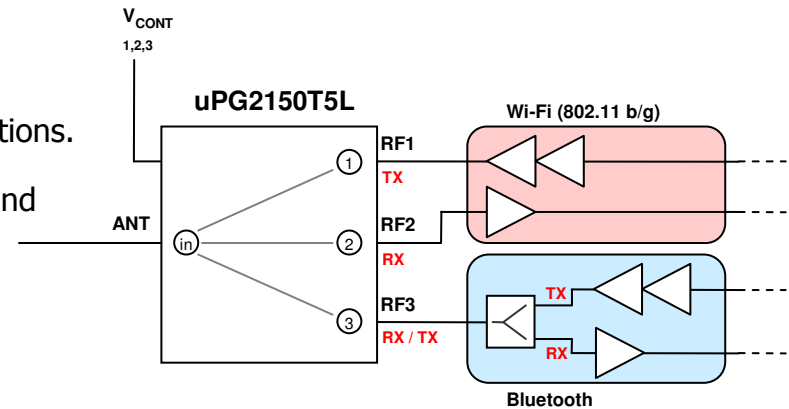 V_CONT
1,2,3
uPG2150T5L
tions.
nd
Wi-Fi (802.11 b/g)
RF1
TX
1
ANT
in
2
RF2
RX
3
RF3
RX / TX
TX
RX
Bluetooth